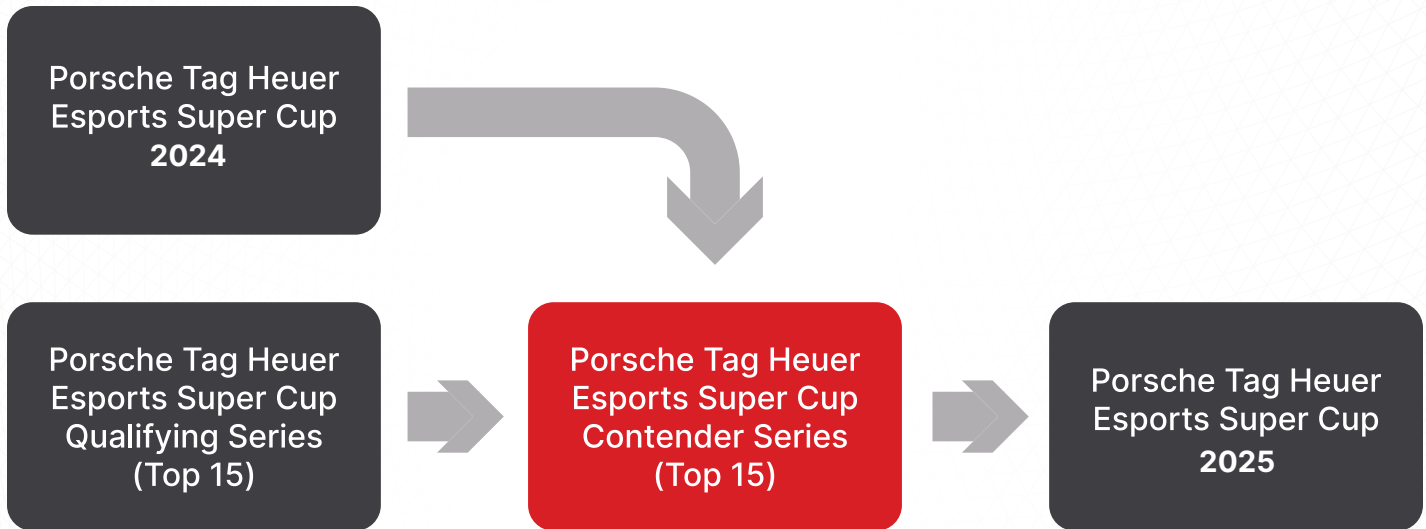 Porsche Tag Heuer
Esports Super Cup
2024
Porsche Tag Heuer
Esports Super Cup
Qualifying Series
(Top 15)
Porsche Tag Heuer
Esports Super Cup
Contender Series
(Top 15)
Porsche Tag Heuer
Esports Super Cup
2025